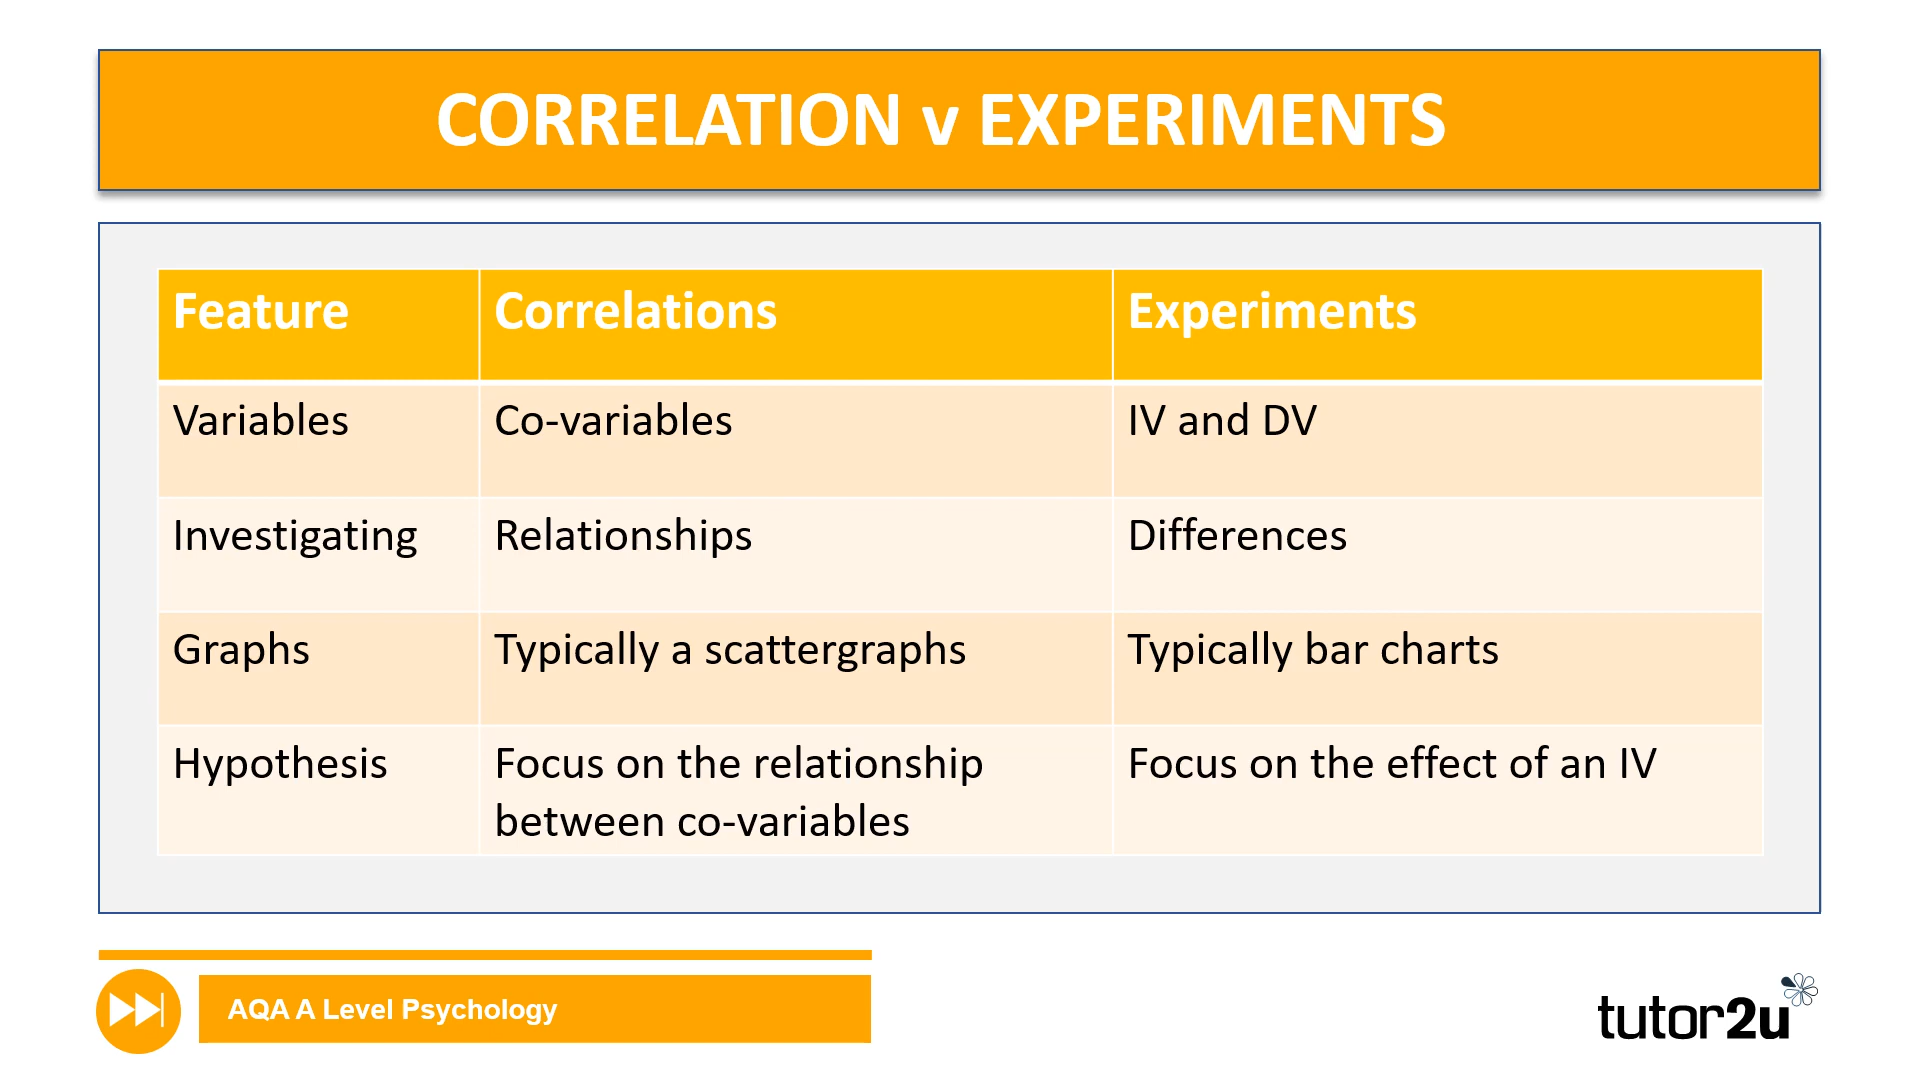 CORRELATION v EXPERIMENTS
Feature
Correlations
Experiments
Variables
Co-variables
IV and DV
Investigating
Relationships
Differences
Graphs
Typically a scattergraphs
Typically bar charts
Hypothesis
Focus on the relationship
between co-variables
Focus on the effect of an IV
AQA A Level Psychology
tutor2u